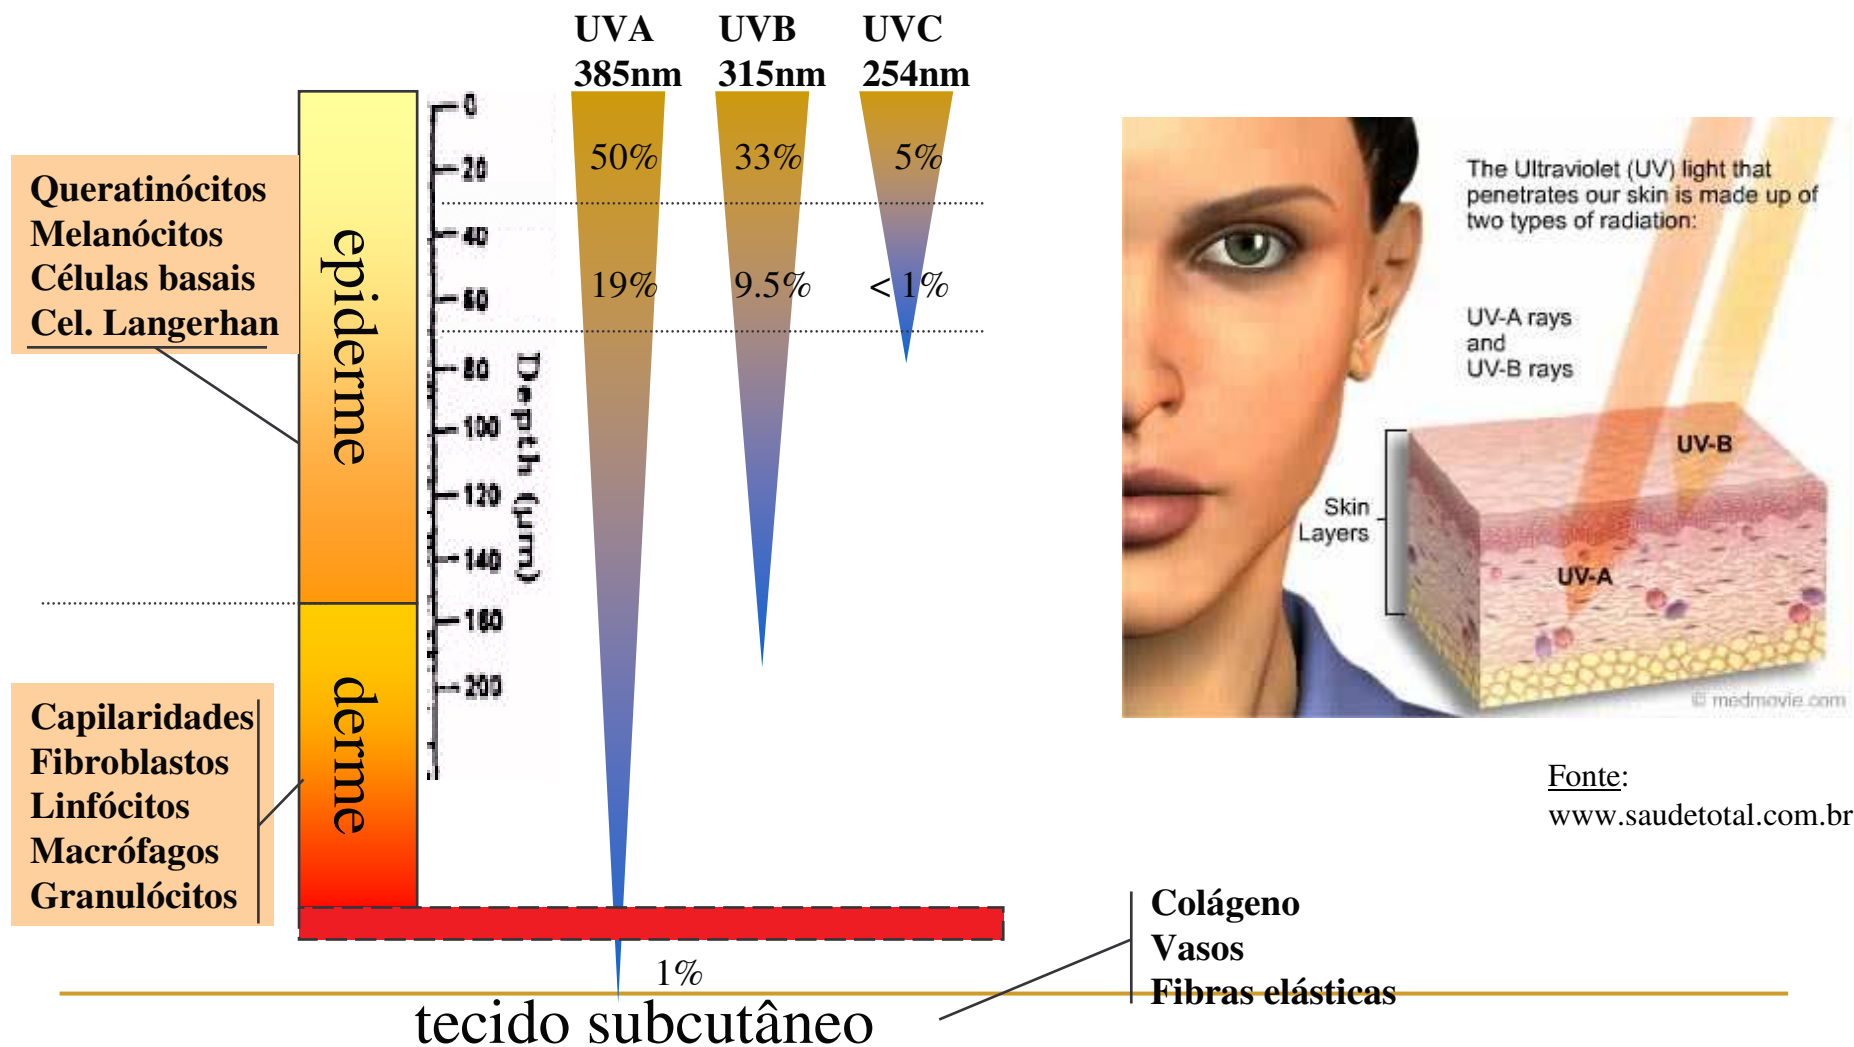 UVA
385nm
UVB
315nm
UVC
254nm
0
20
40
60
80
100
120
140
160
200
Depth (µm)
50%
33%
5%
19%
9.5%
< 1%
Queratinócitos
Melanócitos
Células basais
Cel. Langerhan
epiderme
derme
Capilaridades
Fibroblastos
Linfócitos
Macrófagos
Granulócitos
1%
tecido subcutâneo
Colágeno
Vasos
Fibras elásticas
The Ultraviolet (UV) light that
penetrates our skin is made up of
two types of radiation:
UV-A rays
and
UV-B rays
UV-B
Skin
Layers
UV-A
© medmovie.com
Fonte:
www.saudetotal.com.br